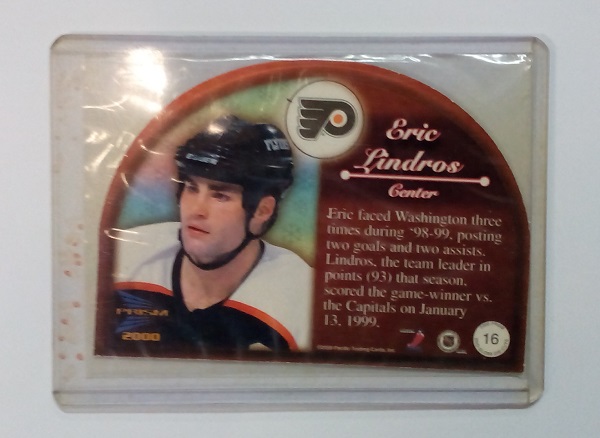 Eric
Lindros
Center
Eric faced Washington three
times during '98-99, posting
two goals and two assists.
Lindros, the team leader in
points (93) that season,
scored the game-winner vs.
the Capitals on January
13, 1999.
PRISM
2000
16